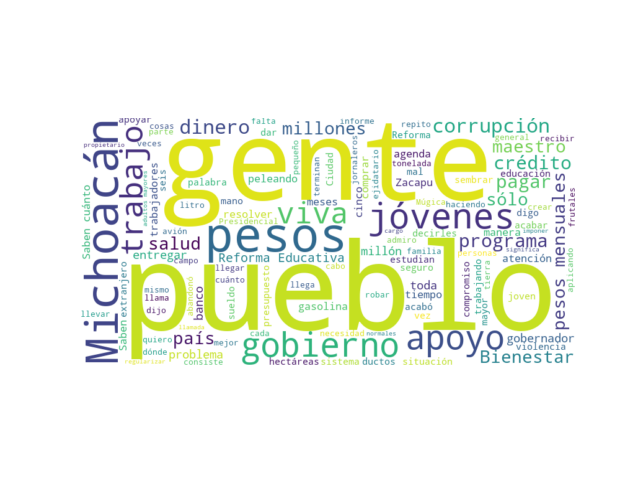 gente
pueblo
pesos
Michoacán
jóvenes
gobierno
apoyo
trabajo
viva
dinero
millones
corrupción
maestro
crédito
pagar
sólo
programa
pesos mensuales
Bienestar
salud
país
apoyar
cosas
parte
veces
falta
dar
informe
repito
Reforma
general
recibir
propietario
palabra
peleando
pequeño
terminan
Ciudad
jornaleros
comprar
cinco
ejidatario
agenda
tonelada
mal
Zacapu
educación
sembrar
frutales
trabajadores
seis
adultos mayores
litro
mano
meses
resolver
Múgica
haciendo
digo
crear
acabar
imponer
manera
decirles
Saben cuánto
entregar
avión
Presidencial
Reforma Educativa
cabo
millón
familia
admiro
cargo
estudian
seguro
personas
significa
atención
aplicando
extranjero
Saben
campo
mismo
llama
dijo
llevar
abandono
banco
llegar
cuánto
sueldo
presupuesto
llega
gasolina
robar
acabó
toda
tiempo
vez
compromiso
trabajando
mayor
tierra
joven
gobernador
violencia
quiero
dónde
problema
regularizar
consiste
llamada
mejor
cada
necesidad
normales
hectáreas
sistema
ductos
situación